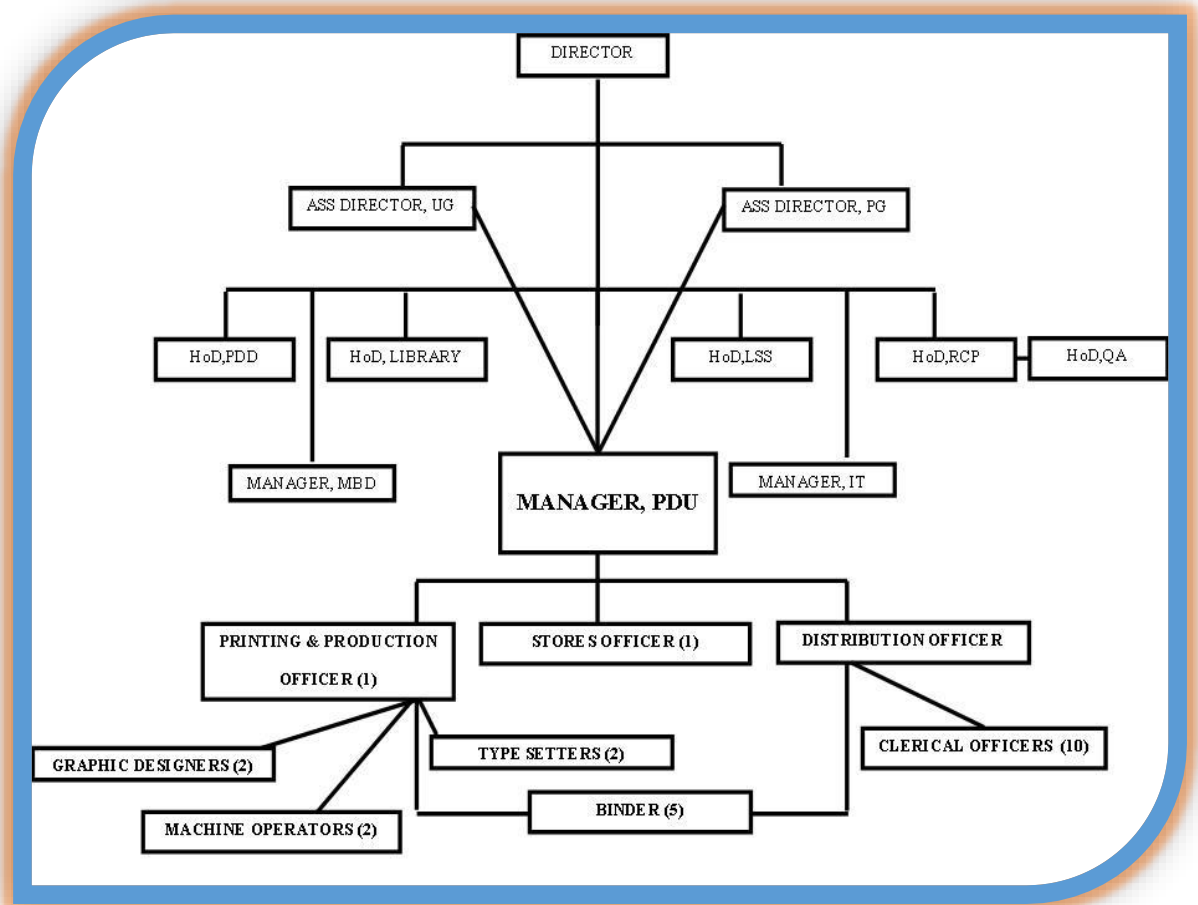 DIRECTOR
ASS DIRECTOR, UG
ASS DIRECTOR, PG
HoD,PDD
HoD, LIBRARY
HoD,LSS
HoD,RCP
HoD,QA
MANAGER, MBD
MANAGER, IT
MANAGER, PDU
PRINTING & PRODUCTION
OFFICER (1)
STORES OFFICER (1)
DISTRIBUTION OFFICER
GRAPHIC DESIGNERS (2)
TYPE SETTERS (2)
CLERICAL OFFICERS (10)
MACHINE OPERATORS (2)
BINDER (5)